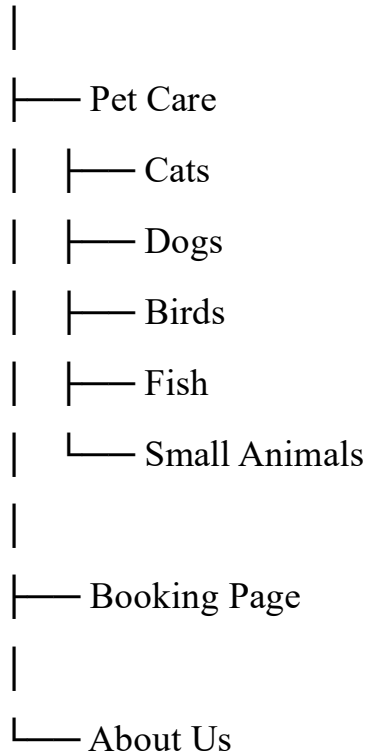 │
├── Pet Care
│ ├── Cats
│ ├── Dogs
│ ├── Birds
│ ├── Fish
│ └── Small Animals
│
├── Booking Page
│
└── About Us